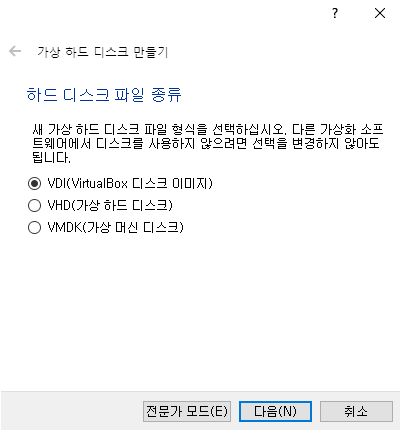 ?
가상 하드 디스크 만들기
하드 디스크 파일 종류
새 가상 하드 디스크 파일 형식을 선택하십시오. 다른 가상화 소프
트웨어에서 디스크를 사용하지 않으려면 선택을 변경하지 않아도
됩니다.
VDI(VirtualBox 디스크 이미지)
VHD(가상 하드 디스크)
VMDK(가상 머신 디스크)
전문가 모드(E) 다음(N) 취소